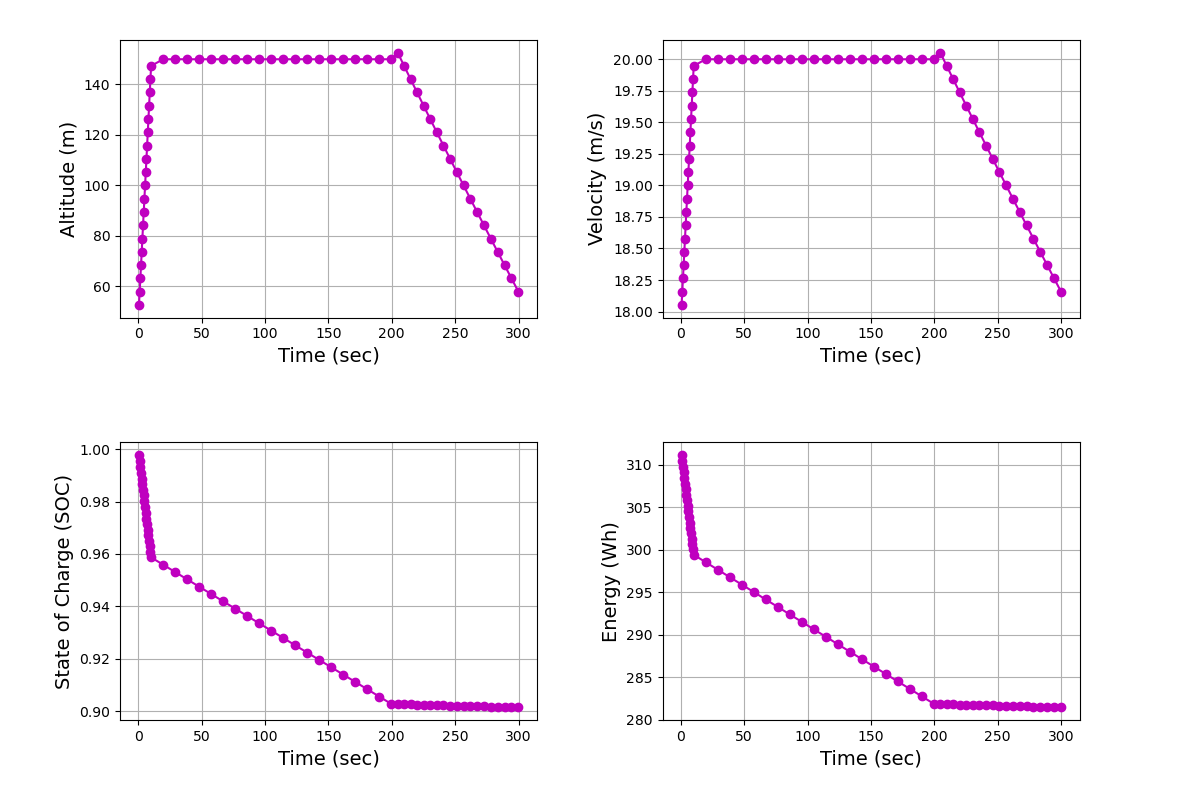 140
120
100
80
60
Altitude (m)
0 50 100 150 200 250 300
Time (sec)
20.00
19.75
19.50
19.25
19.00
18.75
18.50
18.25
18.00
Velocity (m/s)
0 50 100 150 200 250 300
Time (sec)
1.00
0.98
0.96
0.94
0.92
0.90
State of Charge (SOC)
0 50 100 150 200 250 300
Time (sec)
310
305
300
295
290
285
280
Energy (Wh)
0 50 100 150 200 250 300
Time (sec)